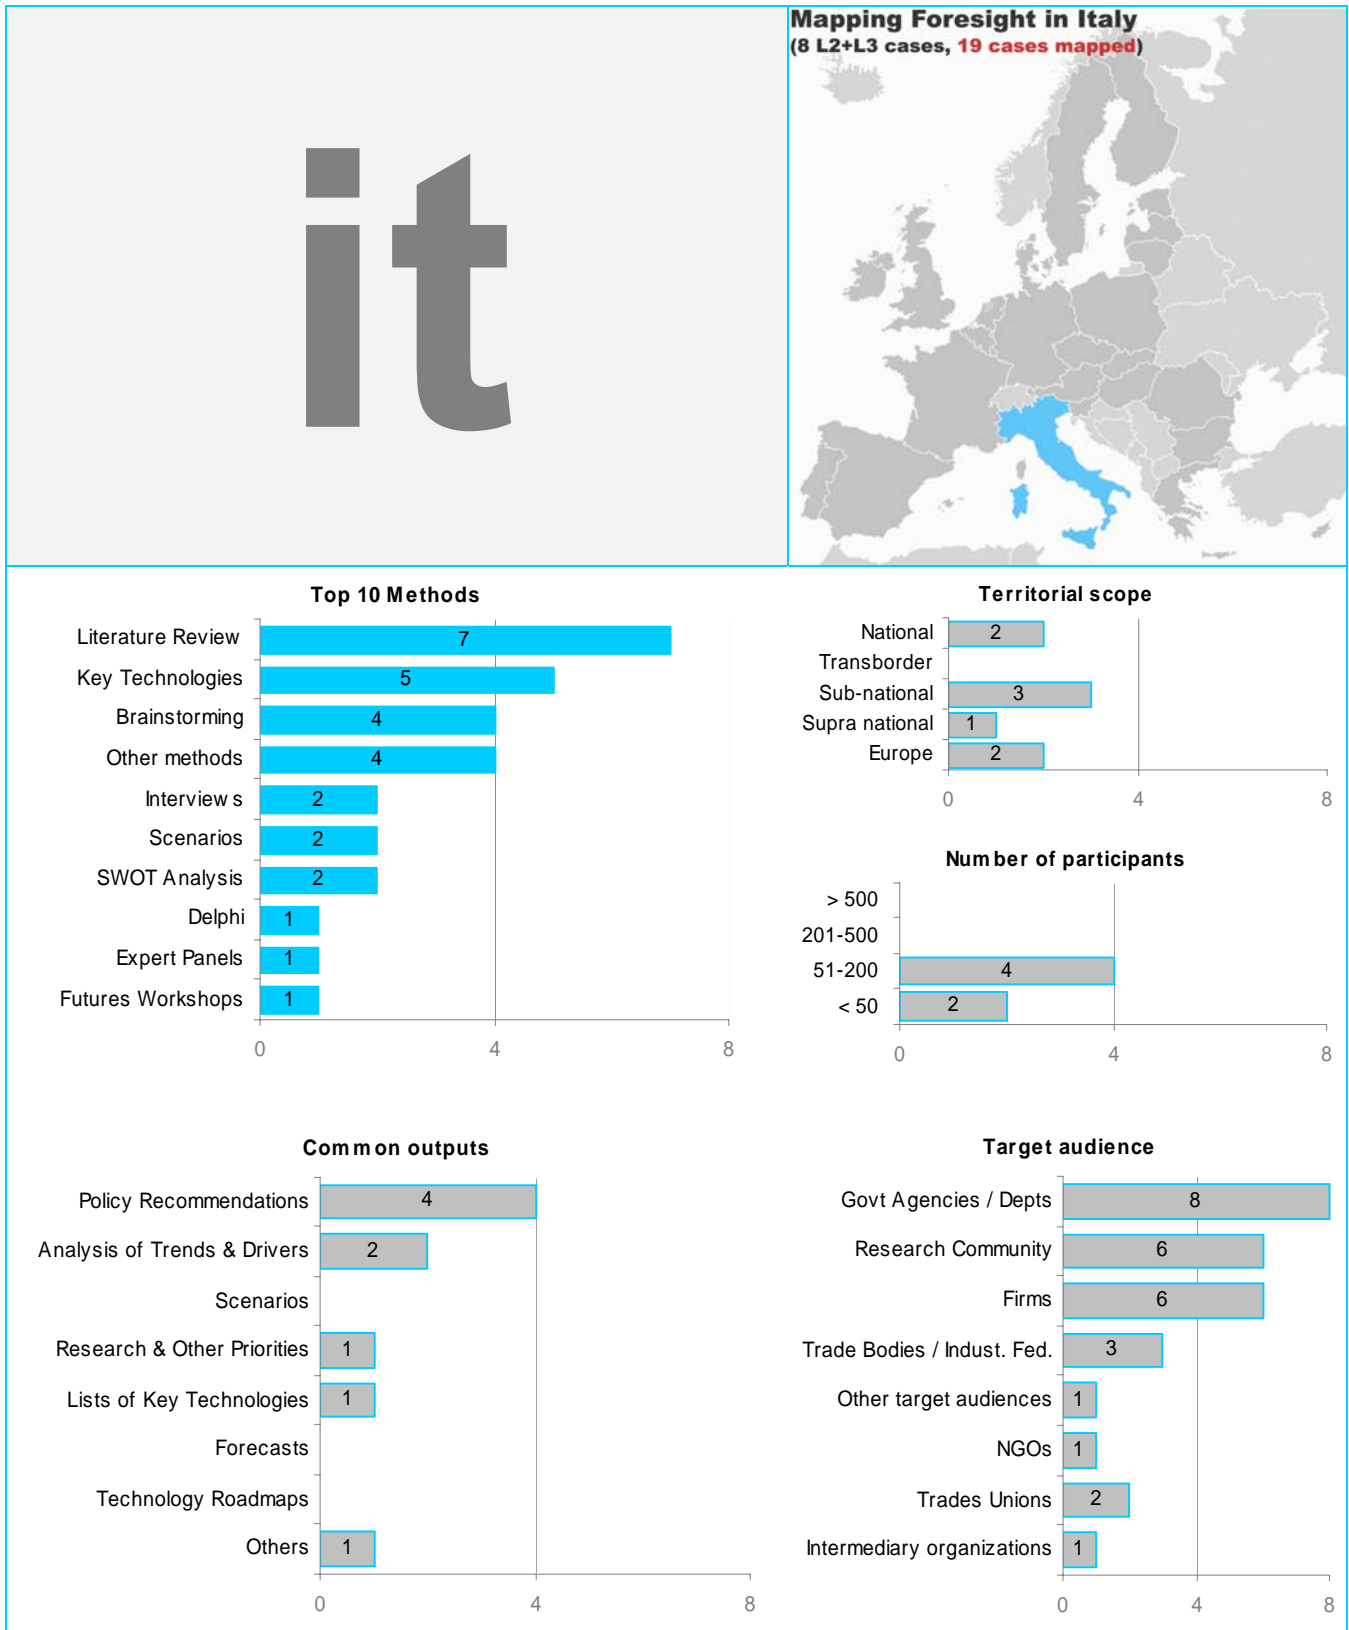 it
Mapping Foresight in Italy
(8 L2+L3 cases, 19 cases mapped)
Top 10 Methods
Literature Review 7
Key Technologies 5
Brainstorming 4
Other methods 4
Interviews 2
Scenarios 2
SWOT Analysis 2
Delphi 1
Expert Panels 1
Futures Workshops 1
0 4 8
Territorial scope
National 2
Transborder
Sub-national 3
Supra national 1
Europe 2
0 4 8
Number of participants
> 500
201-500
51-200 4
< 50 2
0 4 8
Common outputs
Policy Recommendations 4
Analysis of Trends & Drivers 2
Scenarios
Research & Other Priorities 1
Lists of Key Technologies 1
Forecasts
Technology Roadmaps
Others 1
0 4 8
Target audience
Govt Agencies / Depts 8
Research Community 6
Firms 6
Trade Bodies / Indust. Fed. 3
Other target audiences 1
NGOs 1
Trades Unions 2
Intermediary organizations 1
0 4 8